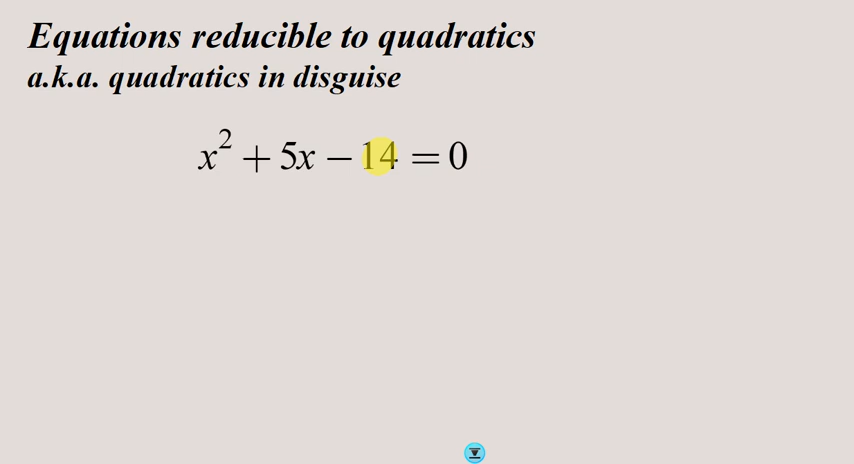 Equations reducible to quadratics
a.k.a. quadratics in disguise
x² + 5x − 14 = 0